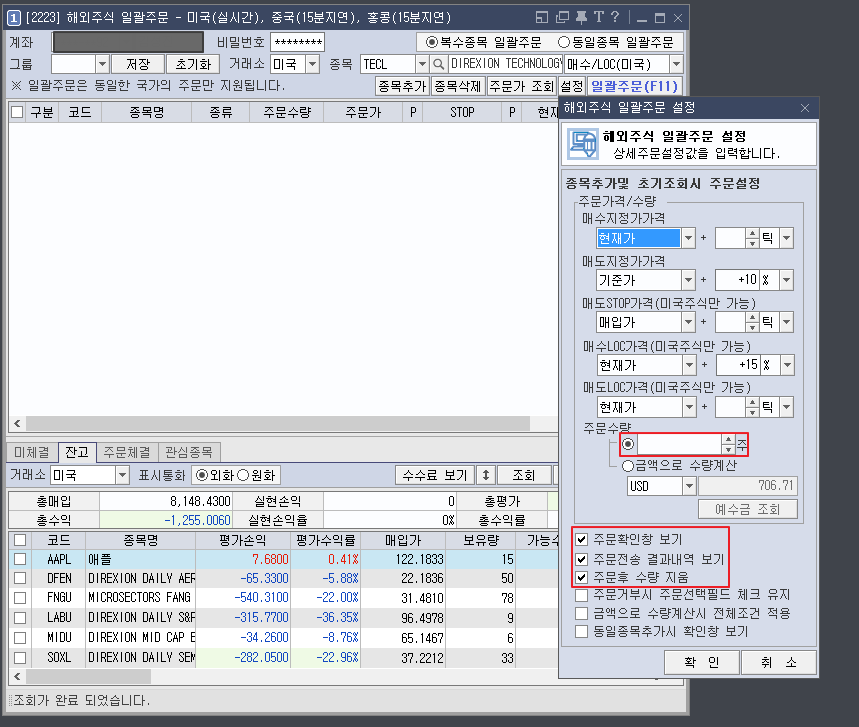 1 [2223] 해외주식 일괄주문 - 미국(실시간), 중국(15분지연), 홍콩(15분지연) T ?
계좌 비밀번호 ******** 복수종목 일괄주문 동일종목 일괄주문
그룹 저장 초기화 거래소 미국 종목 TECL DIREXION TECHNOLOGY 매수/LOC(미국)
※ 일괄주문은 동일한 국가의 주문만 지원됩니다. 종목추가 종목삭제 주문가 조회 설정 일괄주문(F11)
구분 코드 종목명 종류 주문수량 주문가 P STOP P 현재
해외주식 일괄주문 설정
해외주식 일괄주문 설정
상세주문설정값을 입력합니다.
종목추가및 초기조회시 주문설정
주문가격/수량
매수지정가가격
현재가 + 틱
매도지정가가격
기준가 + +10 %
매도STOP가격(미국주식만 가능)
매입가 + 틱
매수LOC가격(미국주식만 가능)
현재가 + +15 %
매도LOC가격(미국주식만 가능)
현재가 + 틱
주문수량
주
금액으로 수량계산
USD 706.71
예수금 조회
주문확인창 보기
주문전송 결과내역 보기
주문후 수량 지움
주문거부시 주문선택필드 체크 유지
금액으로 수량계산시 전체조건 적용
동일종목추가시 확인창 보기
확 인 취 소
미체결 잔고 주문체결 관심종목
거래소 미국 표시통화 외화 원화 수수료 보기 조회
총매입 8,148.4300 실현손익 0 총평가
총수익 -1,255.0060 실현손익률 0% 총수익률
코드 종목명 평가손익 평가수익률 매입가 보유량 가능수
AAPL 애플 7.6800 0.41% 122.1833 15
DFEN DIREXION DAILY AER -65.3300 -5.88% 22.1836 50
FNGU MICROSECTORS FANG -540.3100 -22.00% 31.4810 78
LABU DIREXION DAILY S&P -315.7700 -36.35% 96.4978 9
MIDU DIREXION MID CAP E -34.2600 -8.76% 65.1467 6
SOXL DIREXION DAILY SEM -282.0500 -22.96% 37.2212 33
조회가 완료 되었습니다.